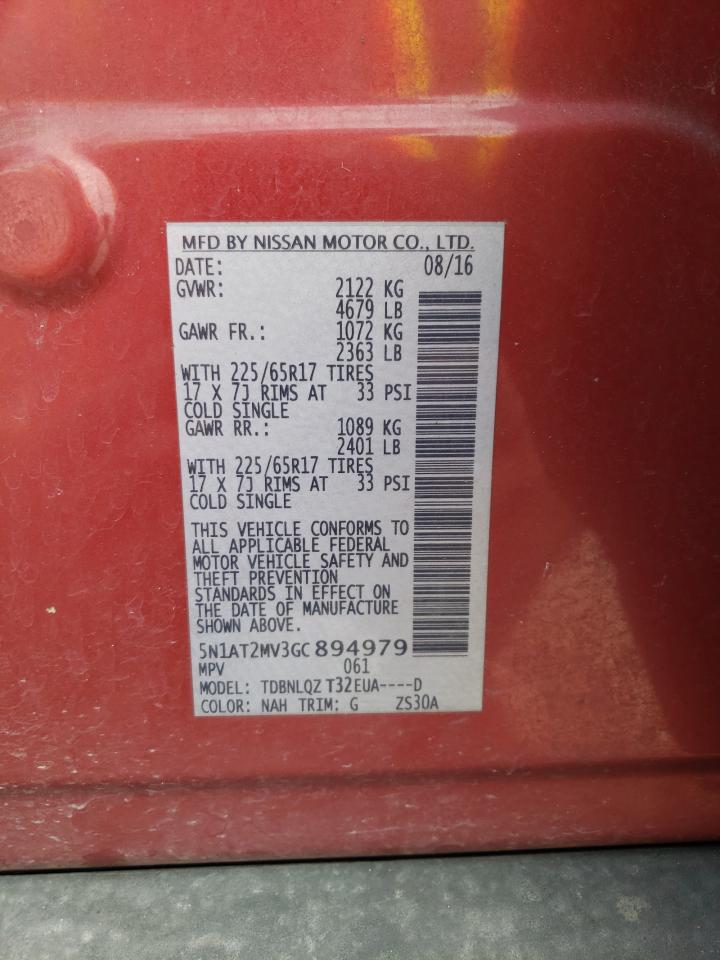 MFD BY NISSAN MOTOR CO., LTD.
DATE: 08/16
GVWR: 2122 KG
4679 LB
GAWR FR.: 1072 KG
2363 LB
WITH 225/65R17 TIRES
17 X 7J RIMS AT 33 PSI
COLD SINGLE
GAWR RR.: 1089 KG
2401 LB
WITH 225/65R17 TIRES
17 X 7J RIMS AT 33 PSI
COLD SINGLE
THIS VEHICLE CONFORMS TO
ALL APPLICABLE FEDERAL
MOTOR VEHICLE SAFETY AND
THEFT PREVENTION
STANDARDS IN EFFECT ON
THE DATE OF MANUFACTURE
SHOWN ABOVE.
5N1AT2MV3GC894979
MPV 061
MODEL: TDBNLQZ T32EUA----D
COLOR: NAH TRIM: G ZS30A